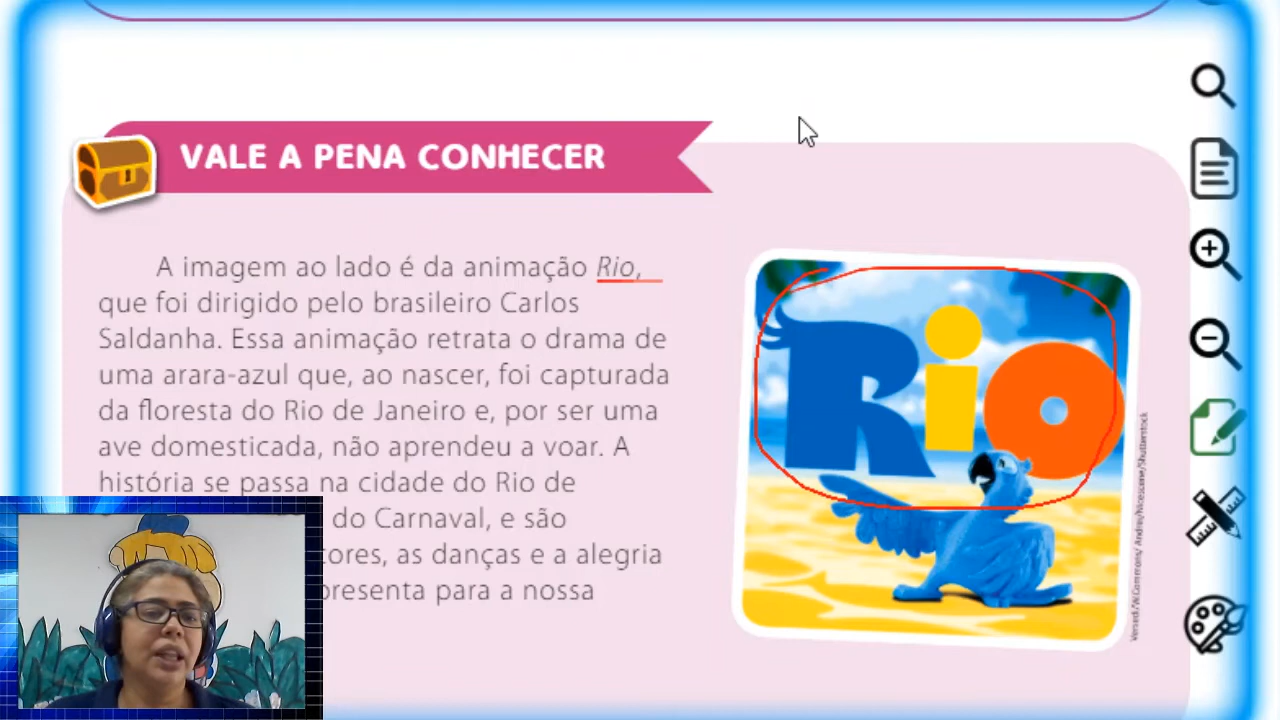 VALE A PENA CONHECER
A imagem ao lado é da animação Rio,
que foi dirigido pelo brasileiro Carlos
Saldanha. Essa animação retrata o drama de
uma arara-azul que, ao nascer, foi capturada
da floresta do Rio de Janeiro e, por ser uma
ave domesticada, não aprendeu a voar. A
história se passa na cidade do Rio de
do Carnaval, e são
cores, as danças e a alegria
presenta para a nossa
Rio